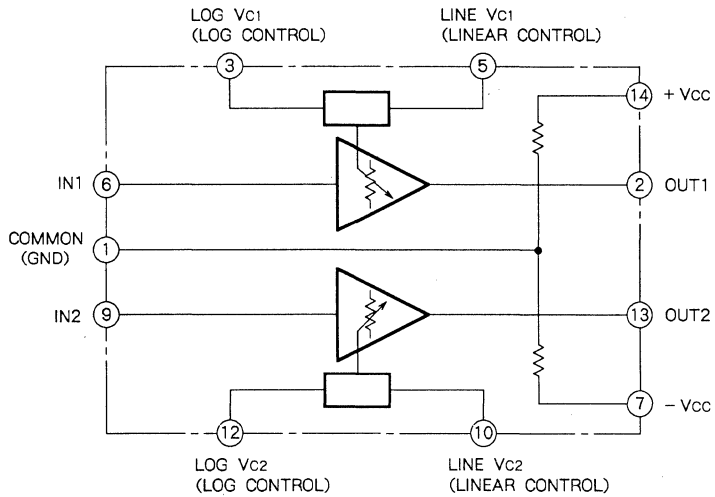 LOG VC1
(LOG CONTROL)
LINE VC1
(LINEAR CONTROL)
3
5
14
+ VCC
IN1
6
2
OUT1
COMMON
(GND)
1
IN2
9
13
OUT2
7
– VCC
12
10
LOG VC2
(LOG CONTROL)
LINE VC2
(LINEAR CONTROL)